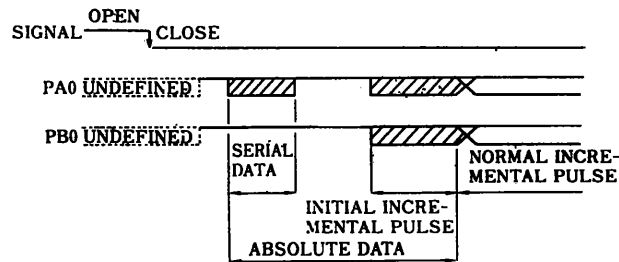 OPEN
SIGNAL CLOSE
PA0 UNDEFINED
PB0 UNDEFINED
SERIAL
DATA
NORMAL INCRE-
MENTAL PULSE
INITIAL INCRE-
MENTAL PULSE
ABSOLUTE DATA